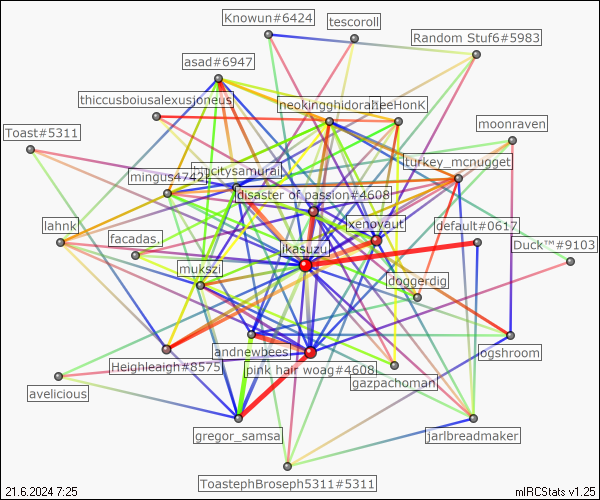 Knowun#6424
tescoroll
Random Stuf6#5983
asad#6947
thiccusboiusalexusjoneus
neokingghidorah
Toast#5311
moonraven
turkey_mcnugget
mingus4742
disaster of passion#4608
lahnk
xenovaut
default#0617
facadas.
ikasuzu
Duck™#9103
mukszi
doggerdig
andnewbees
logshroom
Heighleaigh#8575
pink hair woag#4608
gazpachoman
avelicious
gregor_samsa
jarlbreadmaker
ToastephBroseph5311#5311
21.6.2024 7:25
mIRCStats v1.25